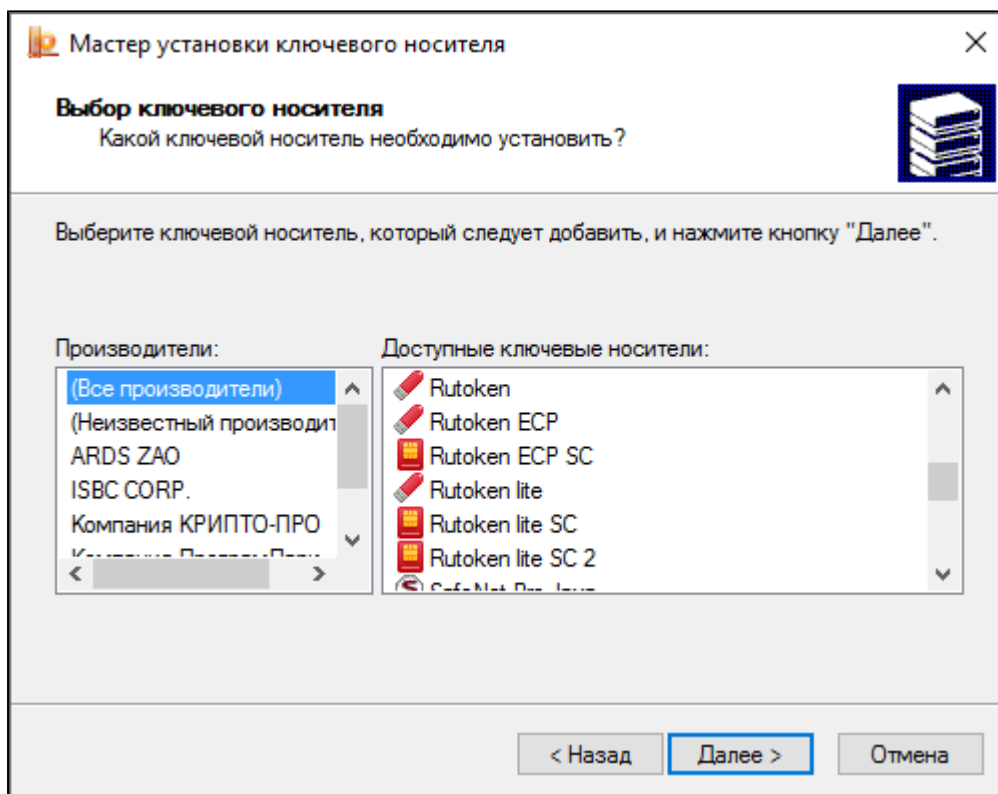 Мастер установки ключевого носителя
Выбор ключевого носителя
Какой ключевой носитель необходимо установить?
Выберите ключевой носитель, который следует добавить, и нажмите кнопку "Далее".
Производители:
(Все производители)
(Неизвестный производит
ARDS ZAO
ISBC CORP.
Компания КРИПТО-ПРО
Доступные ключевые носители:
Rutoken
Rutoken ECP
Rutoken ECP SC
Rutoken lite
Rutoken lite SC
Rutoken lite SC 2
< Назад
Далее >
Отмена